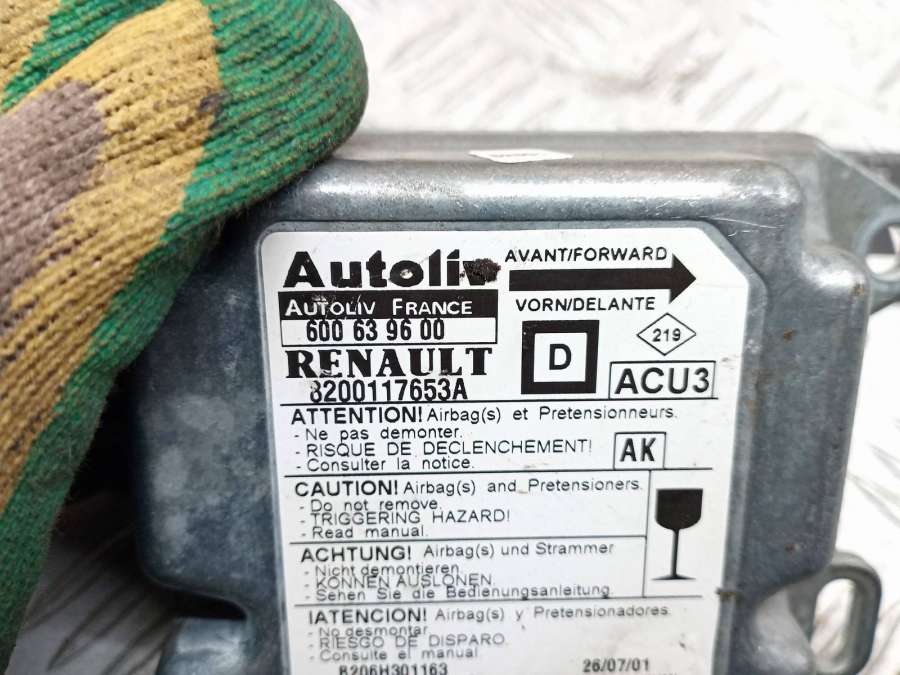 Autoliv
AVANT/FORWARD
AUTOLIV FRANCE
VORN/DELANTE
600 63 96 00
219
RENAULT
D
8200117653A
ACU3
ATTENTION! Airbag(s) et Pretensionneurs.
- Ne pas demonter.
- RISQUE DE DECLENCHEMENT!
- Consulter la notice.
AK
CAUTION! Airbag(s) and Pretensioners.
- Do not remove.
- TRIGGERING HAZARD!
- Read manual.
ACHTUNG! Airbag(s) und Strammer
- Nicht demontieren.
- KÖNNEN AUSLÖNEN.
- Sehen Sie die Bedienungsanleitung.
¡ATENCION! Airbag(s) y Pretensionadores.
- No desmontar.
- RIESGO DE DISPARO.
- Consulte el manual.
B206H301163
26/07/01